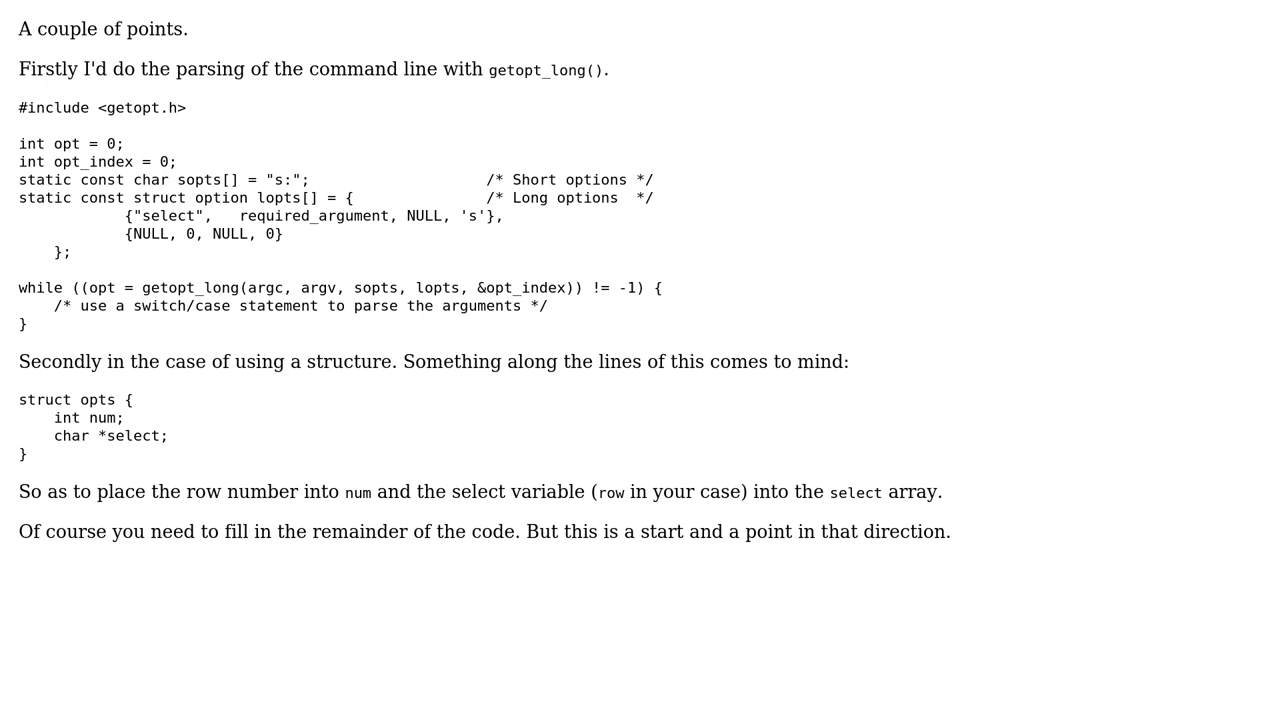 A couple of points.
Firstly I'd do the parsing of the command line with getopt_long().
#include <getopt.h>
int opt = 0;
int opt_index = 0;
static const char sopts[] = "s:";                    /* Short options */
static const struct option lopts[] = {               /* Long options  */
            {"select",   required_argument, NULL, 's'},
            {NULL, 0, NULL, 0}
    };
while ((opt = getopt_long(argc, argv, sopts, lopts, &opt_index)) != -1) {
    /* use a switch/case statement to parse the arguments */
}
Secondly in the case of using a structure. Something along the lines of this comes to mind:
struct opts {
    int num;
    char *select;
}
So as to place the row number into num and the select variable (row in your case) into the select array.
Of course you need to fill in the remainder of the code. But this is a start and a point in that direction.